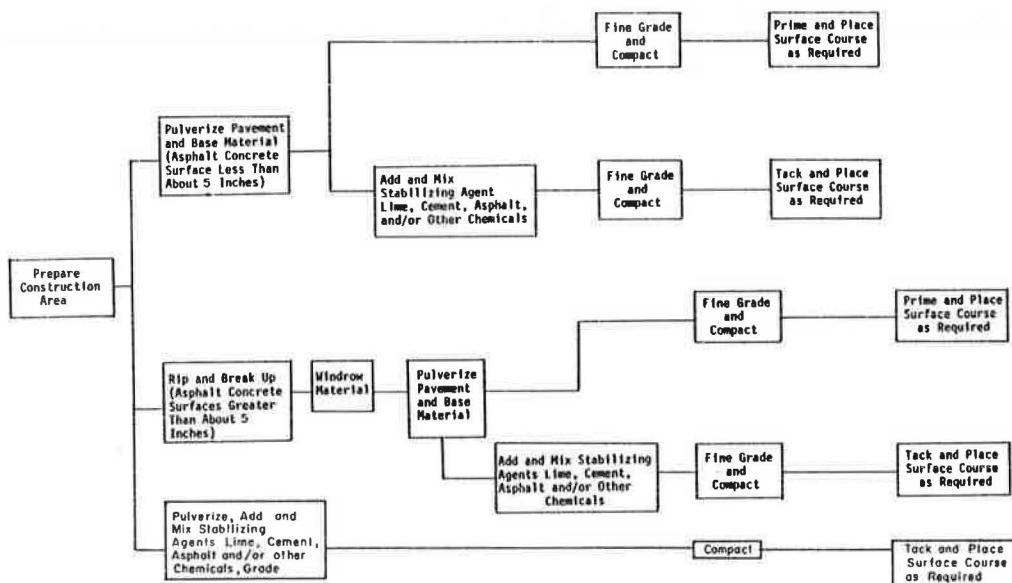 Fine Grade
and
Compact
Prime and Place
Surface Course
as Required
Pulverize Pavement
and Base Material
(Asphalt Concrete
Surface Less Than
About 5 Inches)
Add and Mix
Stabilizing Agent
Lime, Cement, Asphalt,
and/or Other Chemicals
Fine Grade
and
Compact
Tack and Place
Surface Course
as Required
Prepare
Construction
Area
Fine Grade
and
Compact
Prime and Place
Surface Course
as Required
Rip and Break Up
(Asphalt Concrete
Surfaces Greater
Than About 5
Inches)
Windrow
Material
Pulverize
Pavement
and Base
Material
Add and Mix Stabilizing
Agents Lime, Cement,
Asphalt and/or Other
Chemicals
Fine Grade
and
Compact
Tack and Place
Surface Course
as Required
Pulverize, Add and
Mix Stabilizing
Agents Lime, Cement,
Asphalt and/or other
Chemicals, Grade
Compact
Tack and Place
Surface Course
as Required